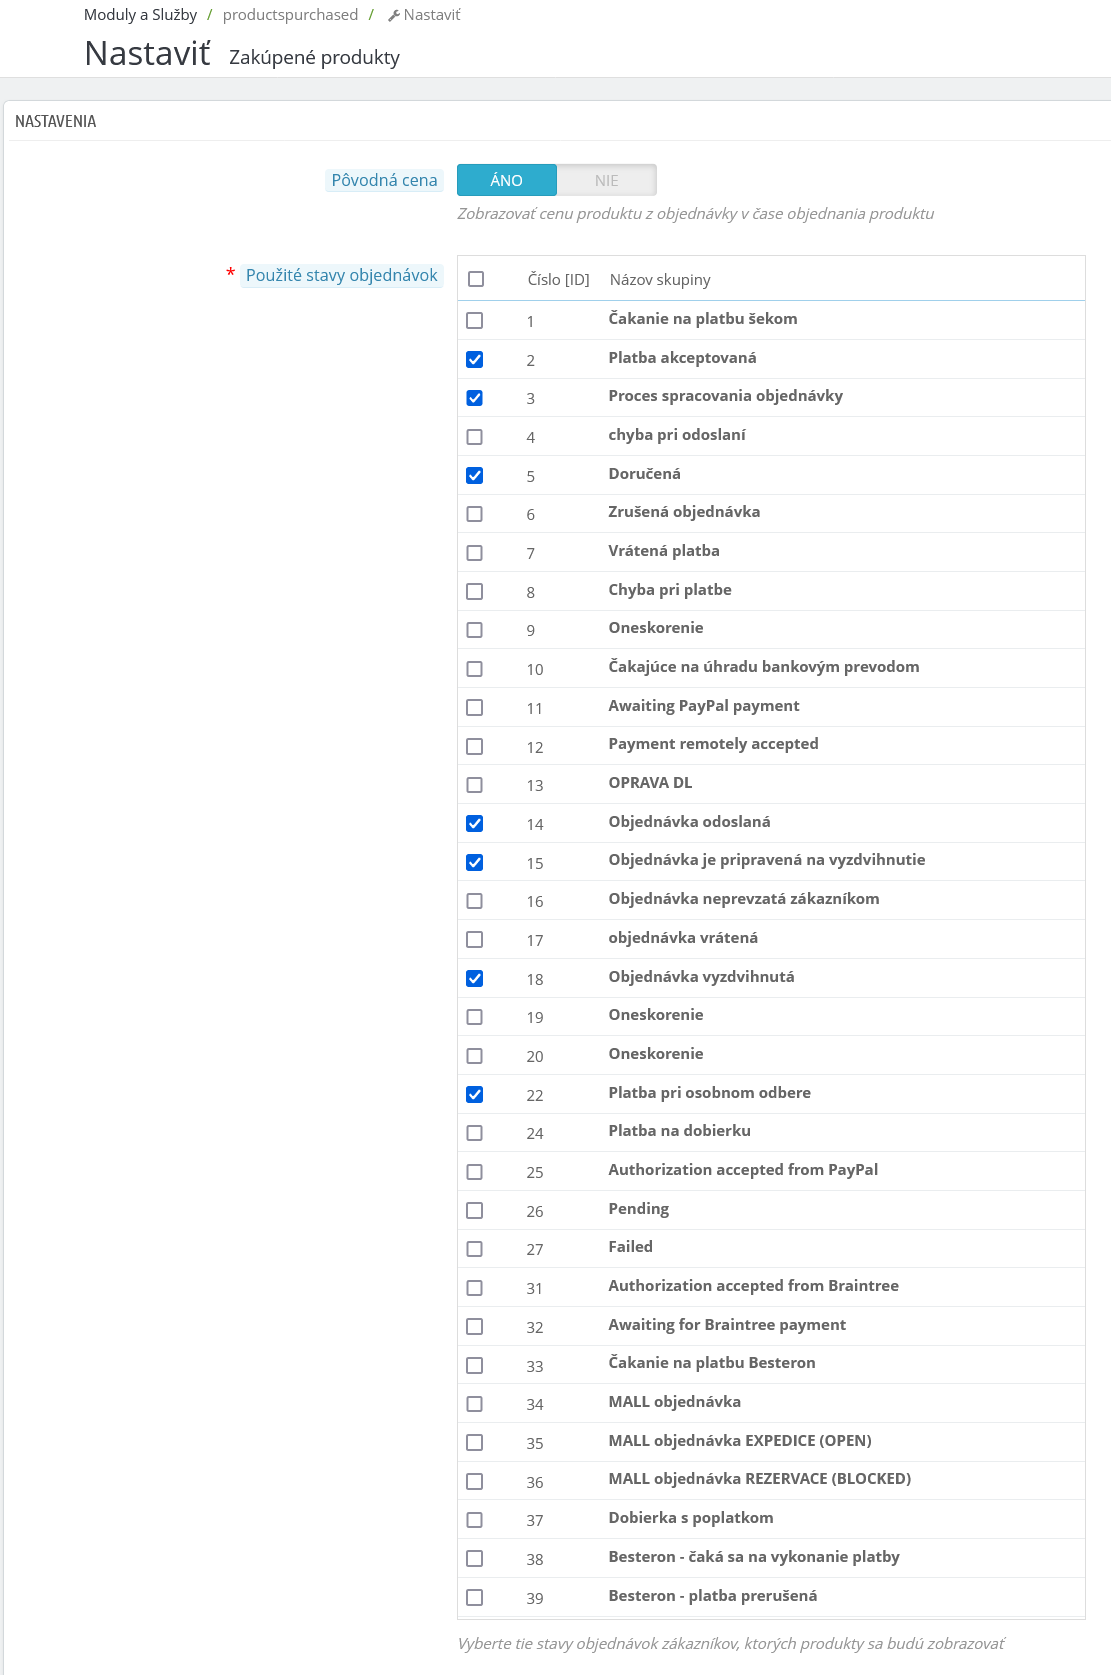 Moduly a Služby / productspurchased / Nastaviť
Nastaviť Zakúpené produkty
NASTAVENIA
Pôvodná cena ÁNO NIE
Zobrazovať cenu produktu z objednávky v čase objednania produktu
* Použité stavy objednávok Číslo [ID] Názov skupiny
1 Čakanie na platbu šekom
2 Platba akceptovaná
3 Proces spracovania objednávky
4 chyba pri odoslaní
5 Doručená
6 Zrušená objednávka
7 Vrátená platba
8 Chyba pri platbe
9 Oneskorenie
10 Čakajúce na úhradu bankovým prevodom
11 Awaiting PayPal payment
12 Payment remotely accepted
13 OPRAVA DL
14 Objednávka odoslaná
15 Objednávka je pripravená na vyzdvihnutie
16 Objednávka neprevzatá zákazníkom
17 objednávka vrátená
18 Objednávka vyzdvihnutá
19 Oneskorenie
20 Oneskorenie
22 Platba pri osobnom odbere
24 Platba na dobierku
25 Authorization accepted from PayPal
26 Pending
27 Failed
31 Authorization accepted from Braintree
32 Awaiting for Braintree payment
33 Čakanie na platbu Besteron
34 MALL objednávka
35 MALL objednávka EXPEDICE (OPEN)
36 MALL objednávka REZERVACE (BLOCKED)
37 Dobierka s poplatkom
38 Besteron - čaká sa na vykonanie platby
39 Besteron - platba prerušená
Vyberte tie stavy objednávok zákazníkov, ktorých produkty sa budú zobrazovať